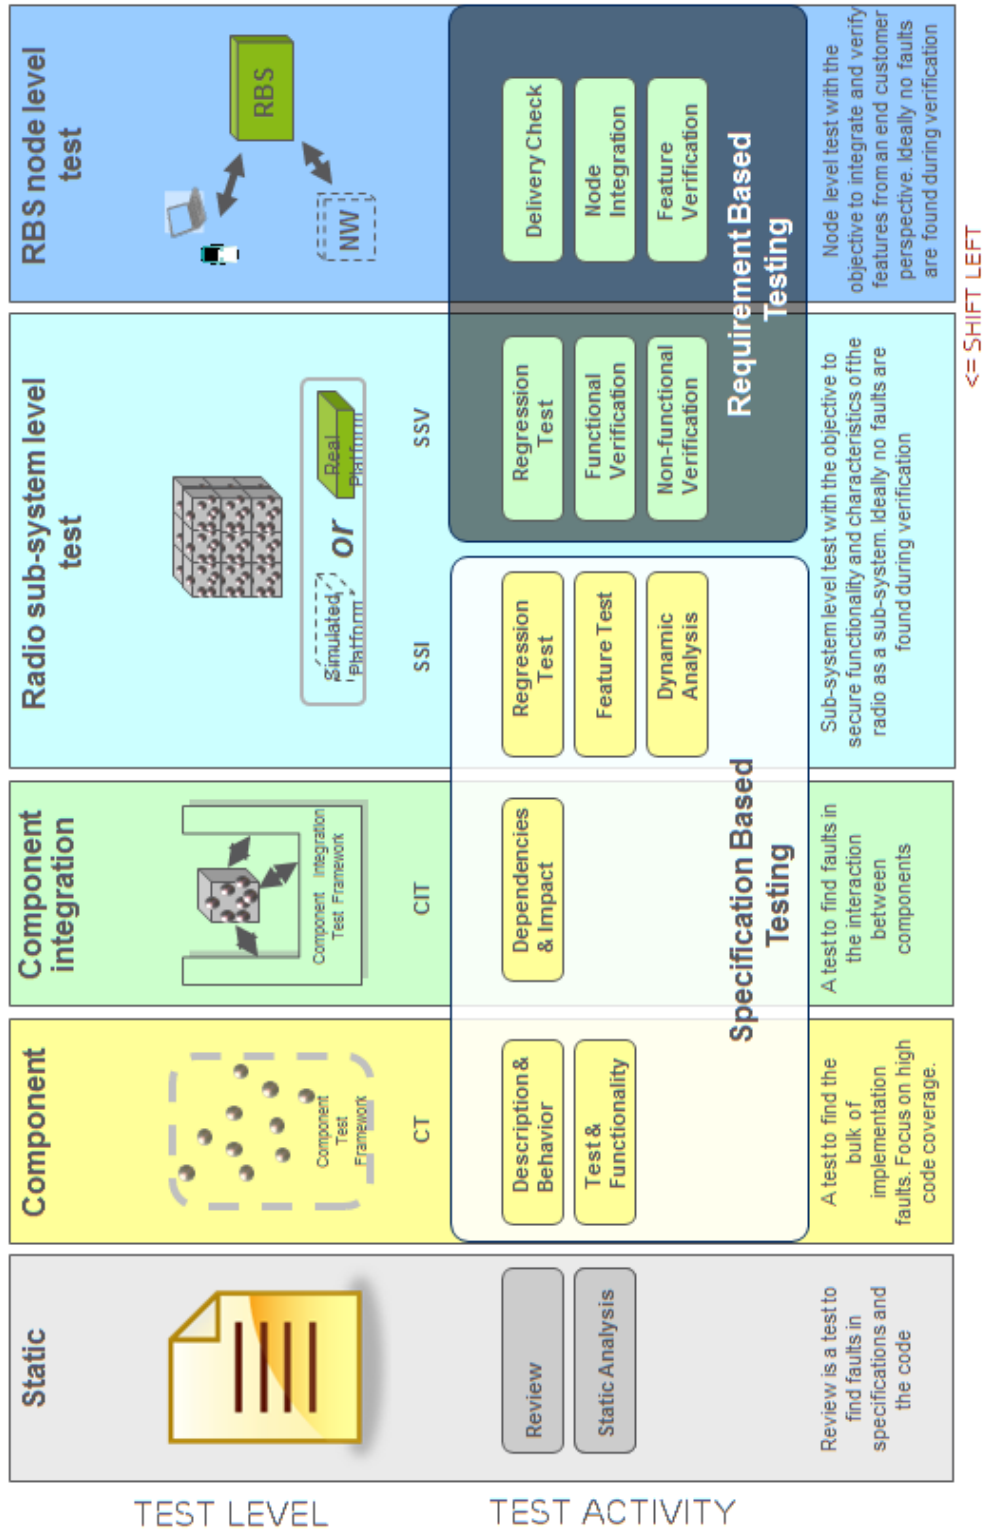 TEST LEVEL
TEST ACTIVITY
Static
Review
Static Analysis
Review is a test to
find faults in
specifications and
the code
Component
Component
Test
Framework
CT
Description &
Behavior
Test &
Functionality
A test to find the
bulk of
implementation
faults. Focus on high
code coverage.
Component
integration
Component Integration
Test Framework
CIT
Dependencies
& Impact
A test to find faults in
the interaction
between
components
Specification Based
Testing
Radio sub-system level
test
Simulated
Platform
or
Real
Platform
SSI
SSV
Regression
Test
Feature Test
Dynamic
Analysis
Regression
Test
Functional
Verification
Non-functional
Verification
Sub-system level test with the objective to
secure functionality and characteristics of the
radio as a sub-system. Ideally no faults are
found during verification
Requirement Based
Testing
RBS node level
test
RBS
NW
Delivery Check
Node
Integration
Feature
Verification
Node level test with the
objective to integrate and verify
features from an end customer
perspective. Ideally no faults
are found during verification
<= SHIFT LEFT